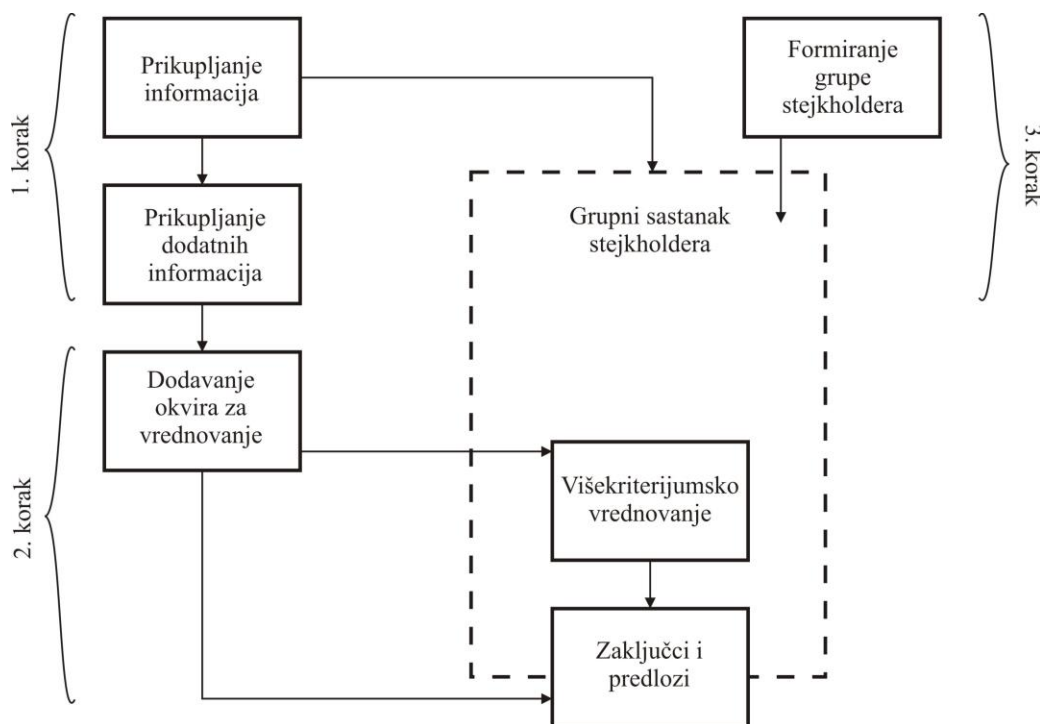 1. korak
Prikupljanje
informacija
Formiranje
grupe
stejkholdera
3. korak
Prikupljanje
dodatnih
informacija
Grupni sastanak
stejkholdera
2. korak
Dodavanje
okvira za
vrednovanje
Višekriterijumsko
vrednovanje
Zaključci i
predlozi